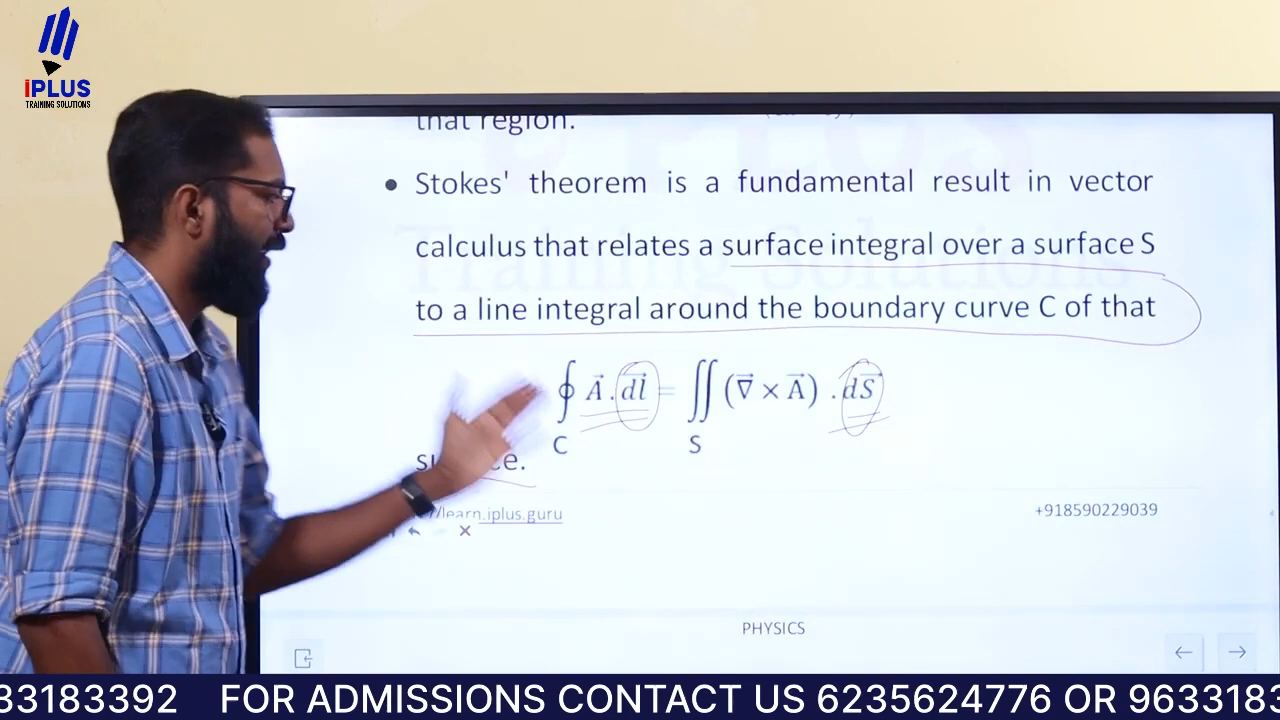 iPLUS
TRAINING SOLUTIONS
that region.
• Stokes' theorem is a fundamental result in vector
calculus that relates a surface integral over a surface S
to a line integral around the boundary curve C of that
∮ A⃗ . dl⃗ = ∬ (∇⃗ × A⃗) . dS⃗
C S
/learn.iplus.guru
+918590229039
PHYSICS
33183392 FOR ADMISSIONS CONTACT US 6235624776 OR 9633183